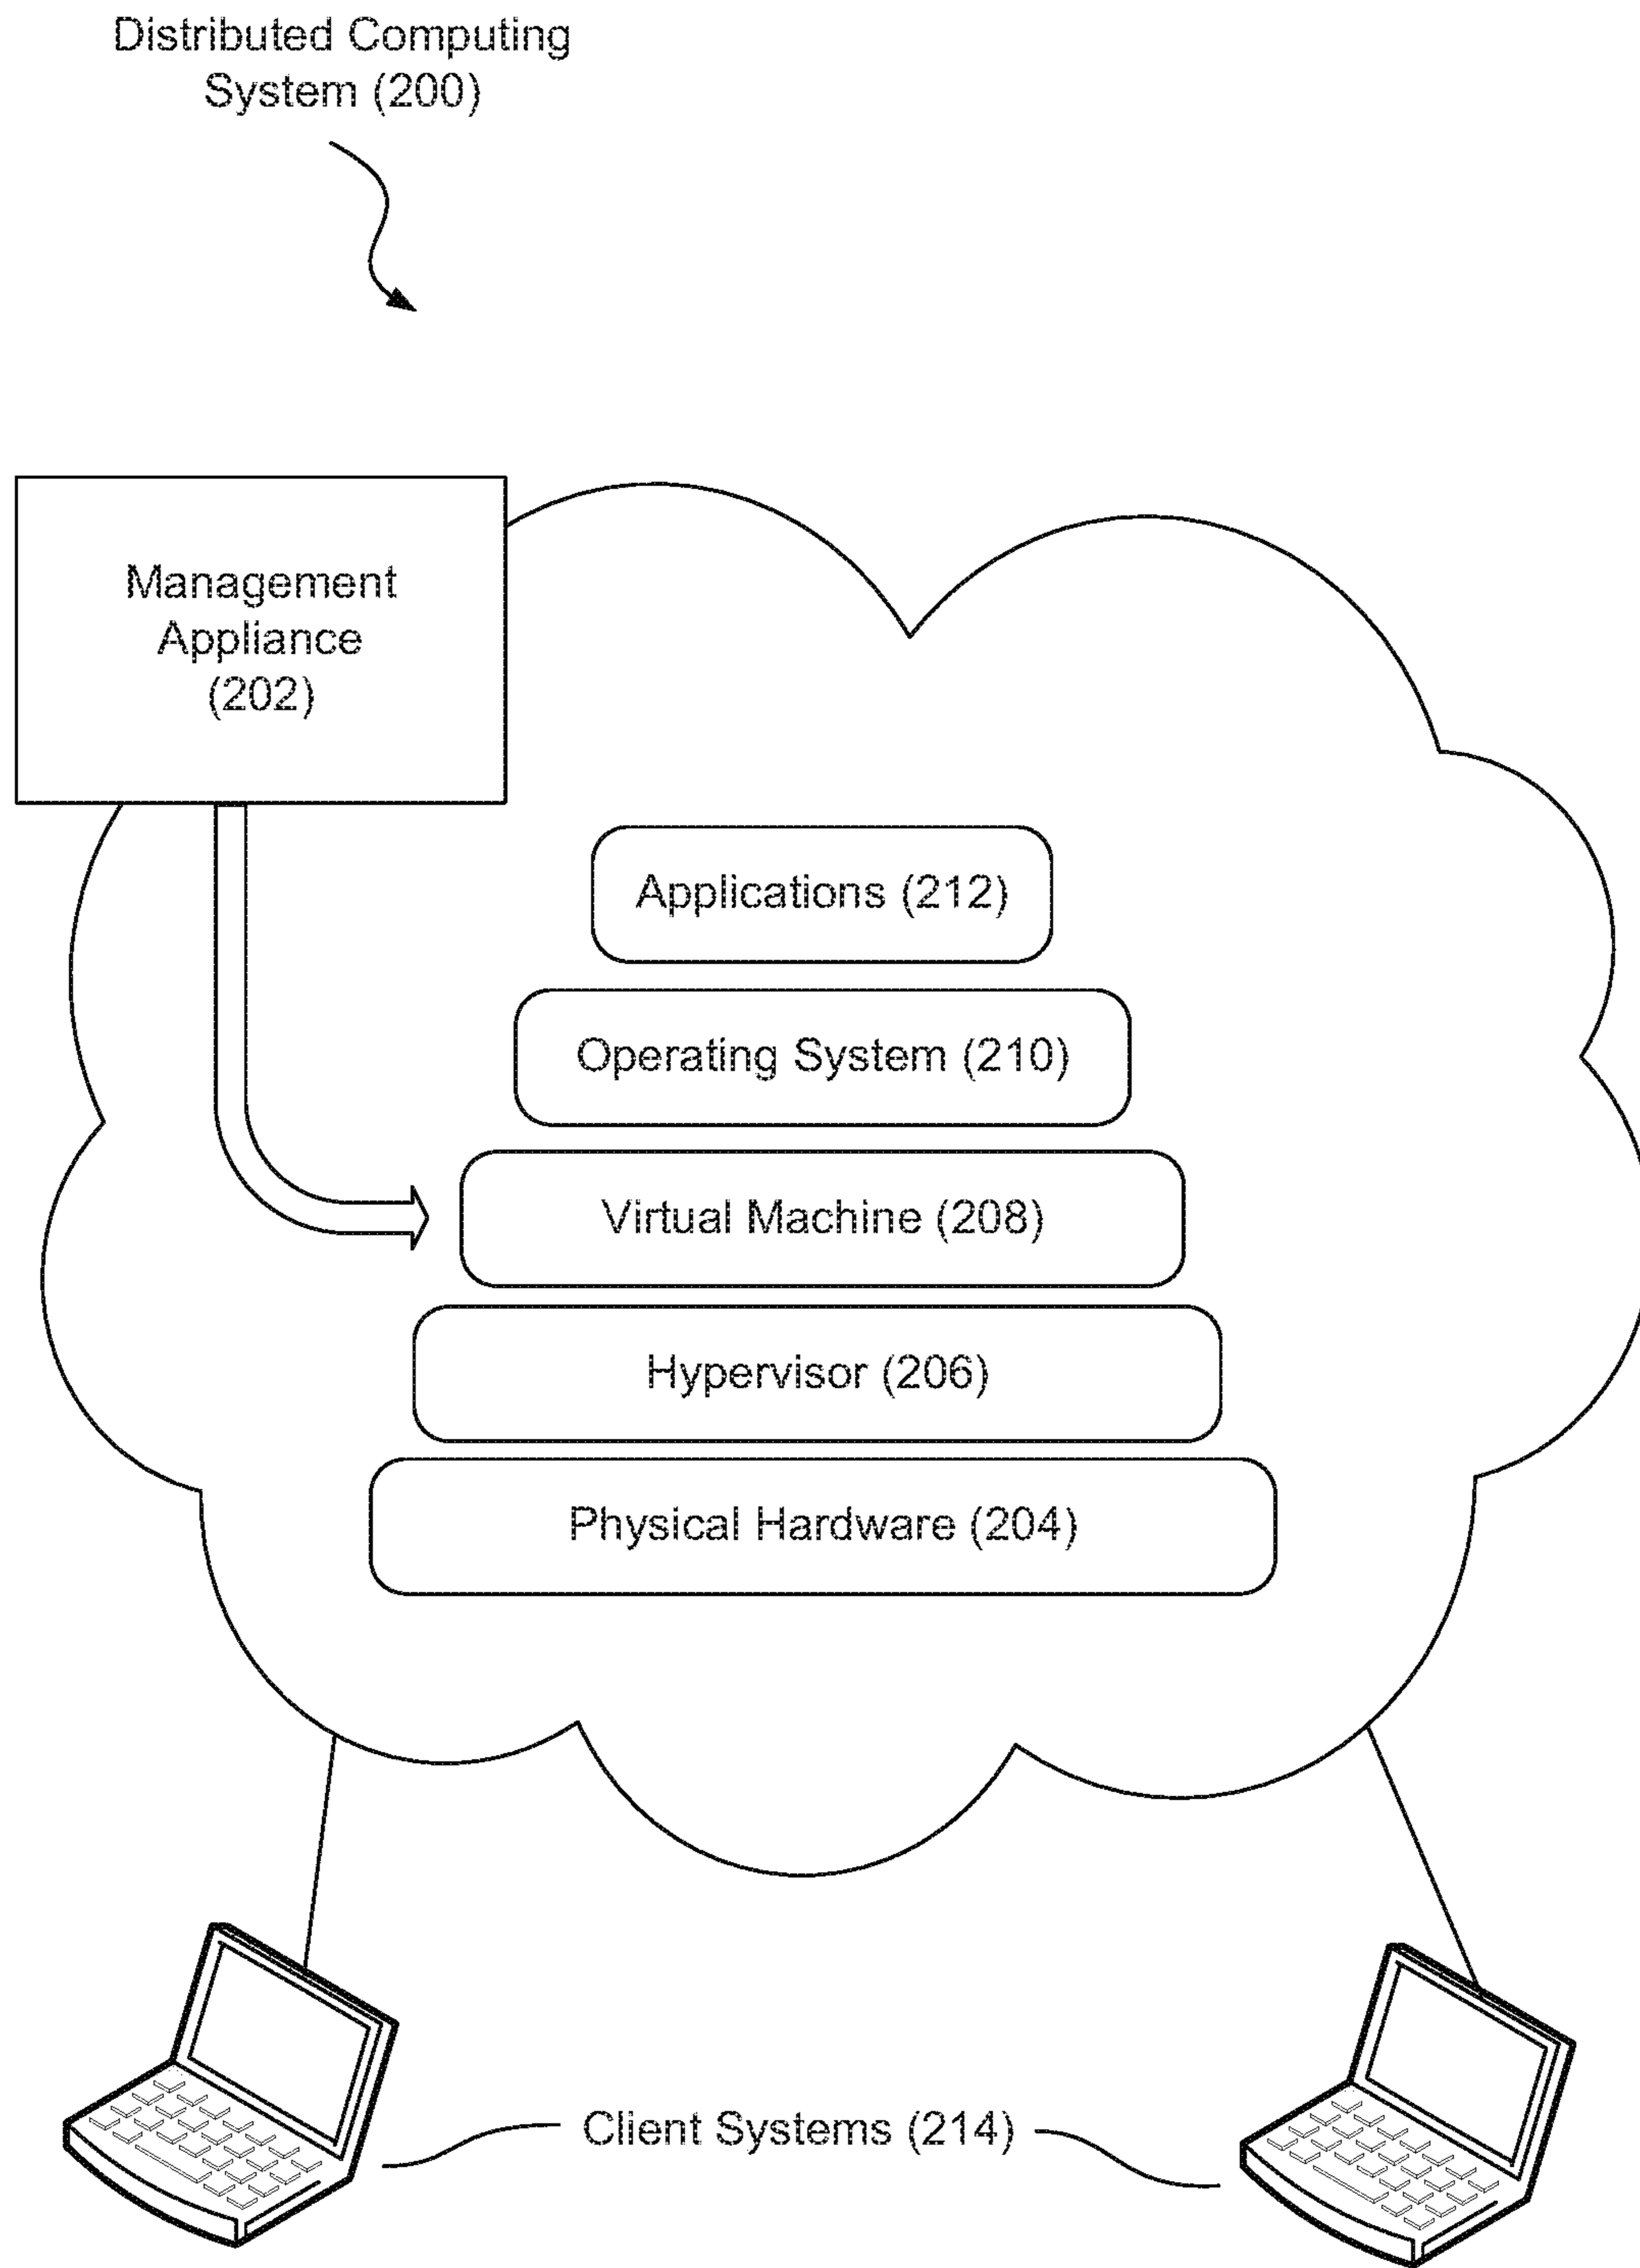 Distributed Computing
System (200)
Management
Appliance
(202)
Applications (212)
Operating System (210)
Virtual Machine (208)
Hypervisor (206)
Physical Hardware (204)
Client Systems (214)